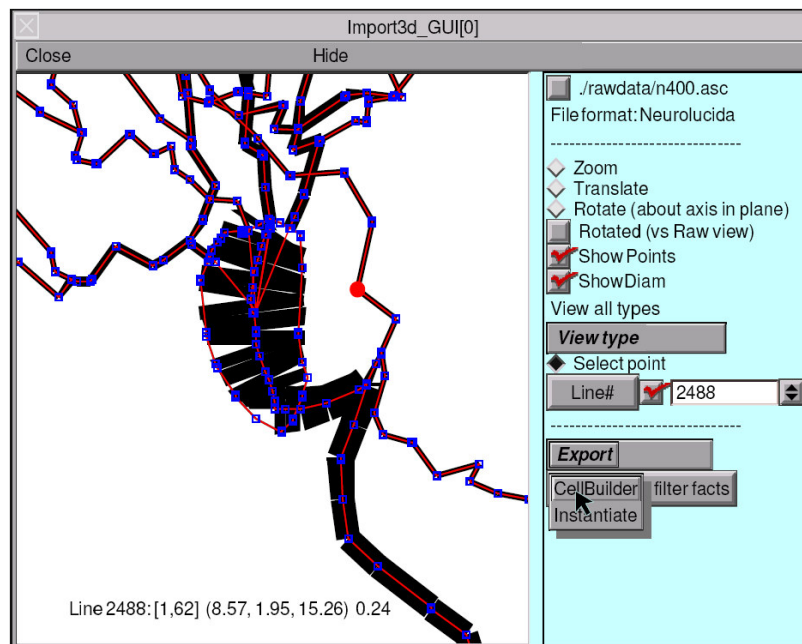 Import3d_GUI[0]
Close Hide
./rawdata/n400.asc
File format: Neurolucida
-----------------------------
Zoom
Translate
Rotate (about axis in plane)
Rotated (vs Raw view)
Show Points
ShowDiam
View all types
View type
Select point
Line# 2488
-----------------------------
Export
CellBuilder filter facts
Instantiate
Line 2488: [1,62] (8.57, 1.95, 15.26) 0.24